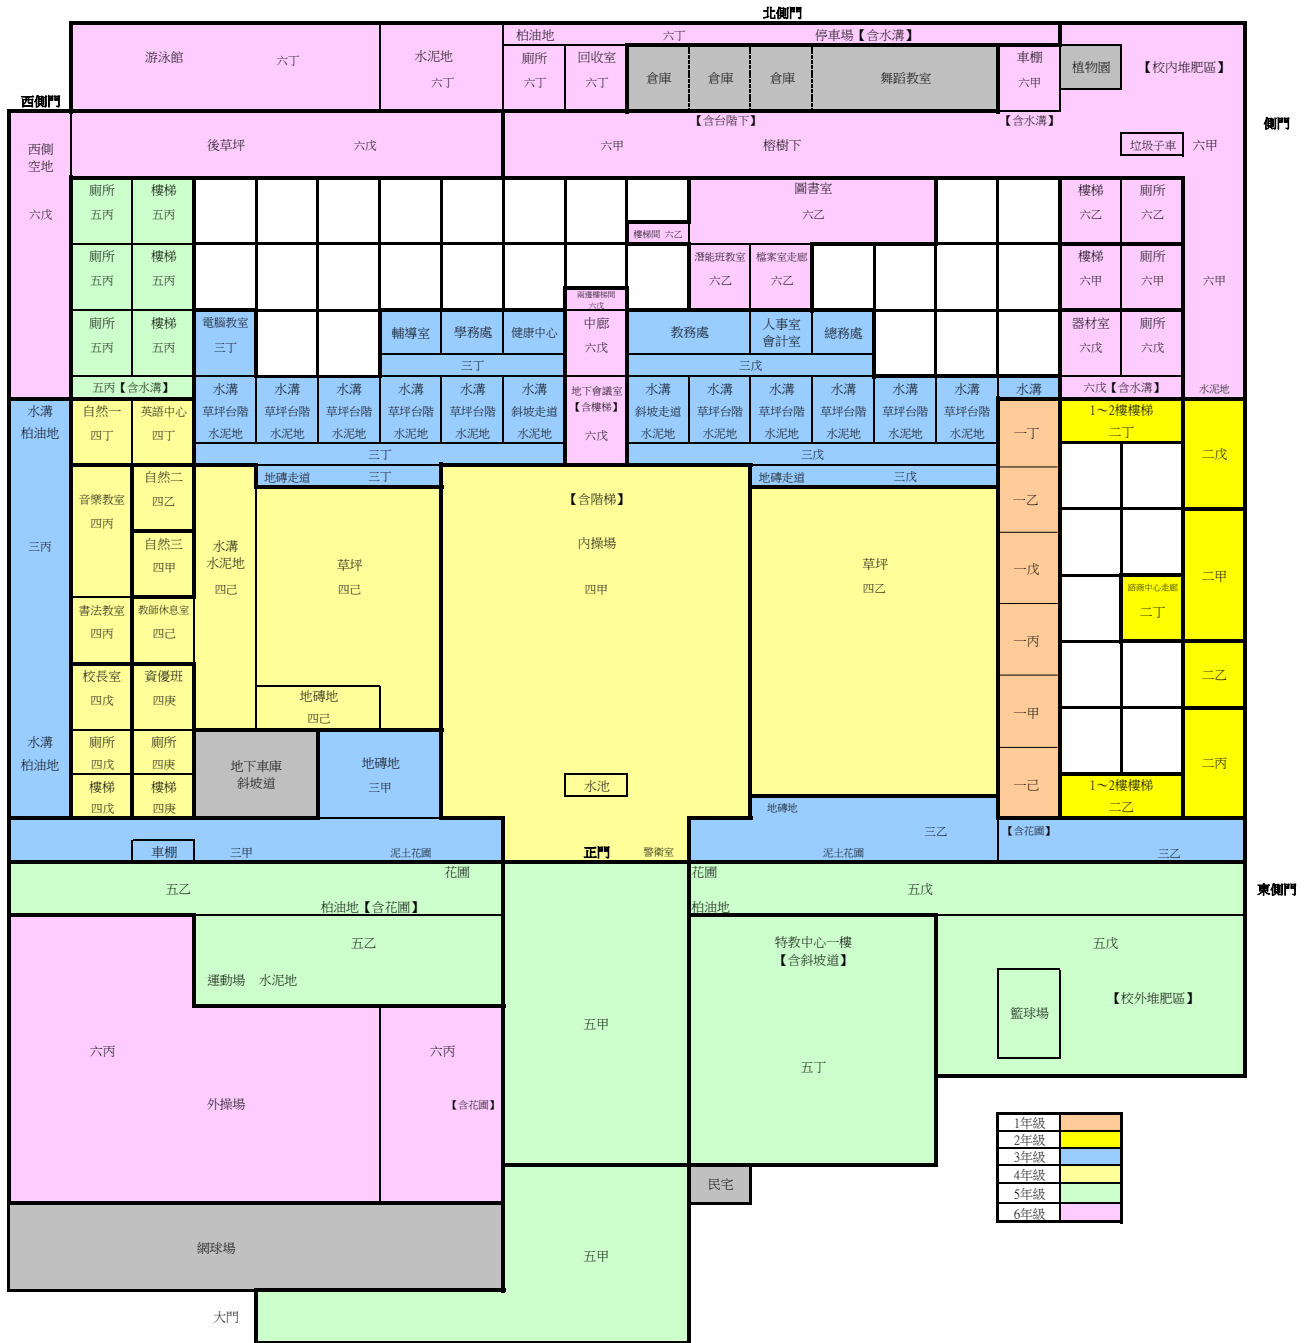 北側門
柏油地 六丁 停車場【含水溝】
游泳館 六丁
水泥地
六丁
廁所
六丁
回收室
六丁
倉庫
倉庫
倉庫
舞蹈教室
車棚
六甲
植物園
【校內堆肥區】
西側門
側門
西側
空地
六戊
後草坪 六戊
【含台階下】
六甲 榕樹下
【含水溝】
垃圾子車
六甲
廁所
五丙
樓梯
五丙
圖書室
六乙
樓梯間 六乙
樓梯
六乙
廁所
六乙
廁所
五丙
樓梯
五丙
潛能班教室
六乙
檔案室走廊
六乙
樓梯
六甲
廁所
六甲
六甲
兩邊樓梯間
六戊
廁所
五丙
樓梯
五丙
電腦教室
三丁
輔導室
學務處
健康中心
三丁
中廊
六戊
教務處
人事室
會計室
總務處
三戊
器材室
六戊
廁所
六戊
五丙【含水溝】
六戊【含水溝】
水泥地
水溝
草坪台階
水泥地
水溝
草坪台階
水泥地
水溝
草坪台階
水泥地
水溝
草坪台階
水泥地
水溝
草坪台階
水泥地
水溝
斜坡走道
水泥地
地下會議室
【含樓梯】
六戊
水溝
斜坡走道
水泥地
水溝
草坪台階
水泥地
水溝
草坪台階
水泥地
水溝
草坪台階
水泥地
水溝
草坪台階
水泥地
水溝
草坪台階
水泥地
水溝
三丁
三戊
地磚走道 三丁
地磚走道 三戊
水溝
柏油地
三丙
水溝
柏油地
自然一
四丁
英語中心
四丁
音樂教室
四丙
自然二
四乙
自然三
四甲
書法教室
四丙
教師休息室
四己
校長室
四戊
資優班
四庚
廁所
四戊
廁所
四庚
樓梯
四戊
樓梯
四庚
水溝
水泥地
四己
草坪
四己
地磚地
四己
地下車庫
斜坡道
地磚地
三甲
【含階梯】
內操場
四甲
水池
草坪
四乙
一丁
一乙
一戊
一丙
一甲
一己
1～2樓樓梯
二丁
諮商中心走廊
二丁
1～2樓樓梯
二乙
二戊
二甲
二乙
二丙
車棚
三甲
泥土花圃
正門
警衛室
地磚地
三乙
泥土花圃
【含花圃】
三乙
東側門
花圃
五乙
柏油地【含花圃】
五乙
運動場 水泥地
花圃
五戊
柏油地
特教中心一樓
【含斜坡道】
五丁
五戊
籃球場
【校外堆肥區】
五甲
六丙
外操場
六丙
【含花圃】
民宅
網球場
五甲
大門
1年級
2年級
3年級
4年級
5年級
6年級